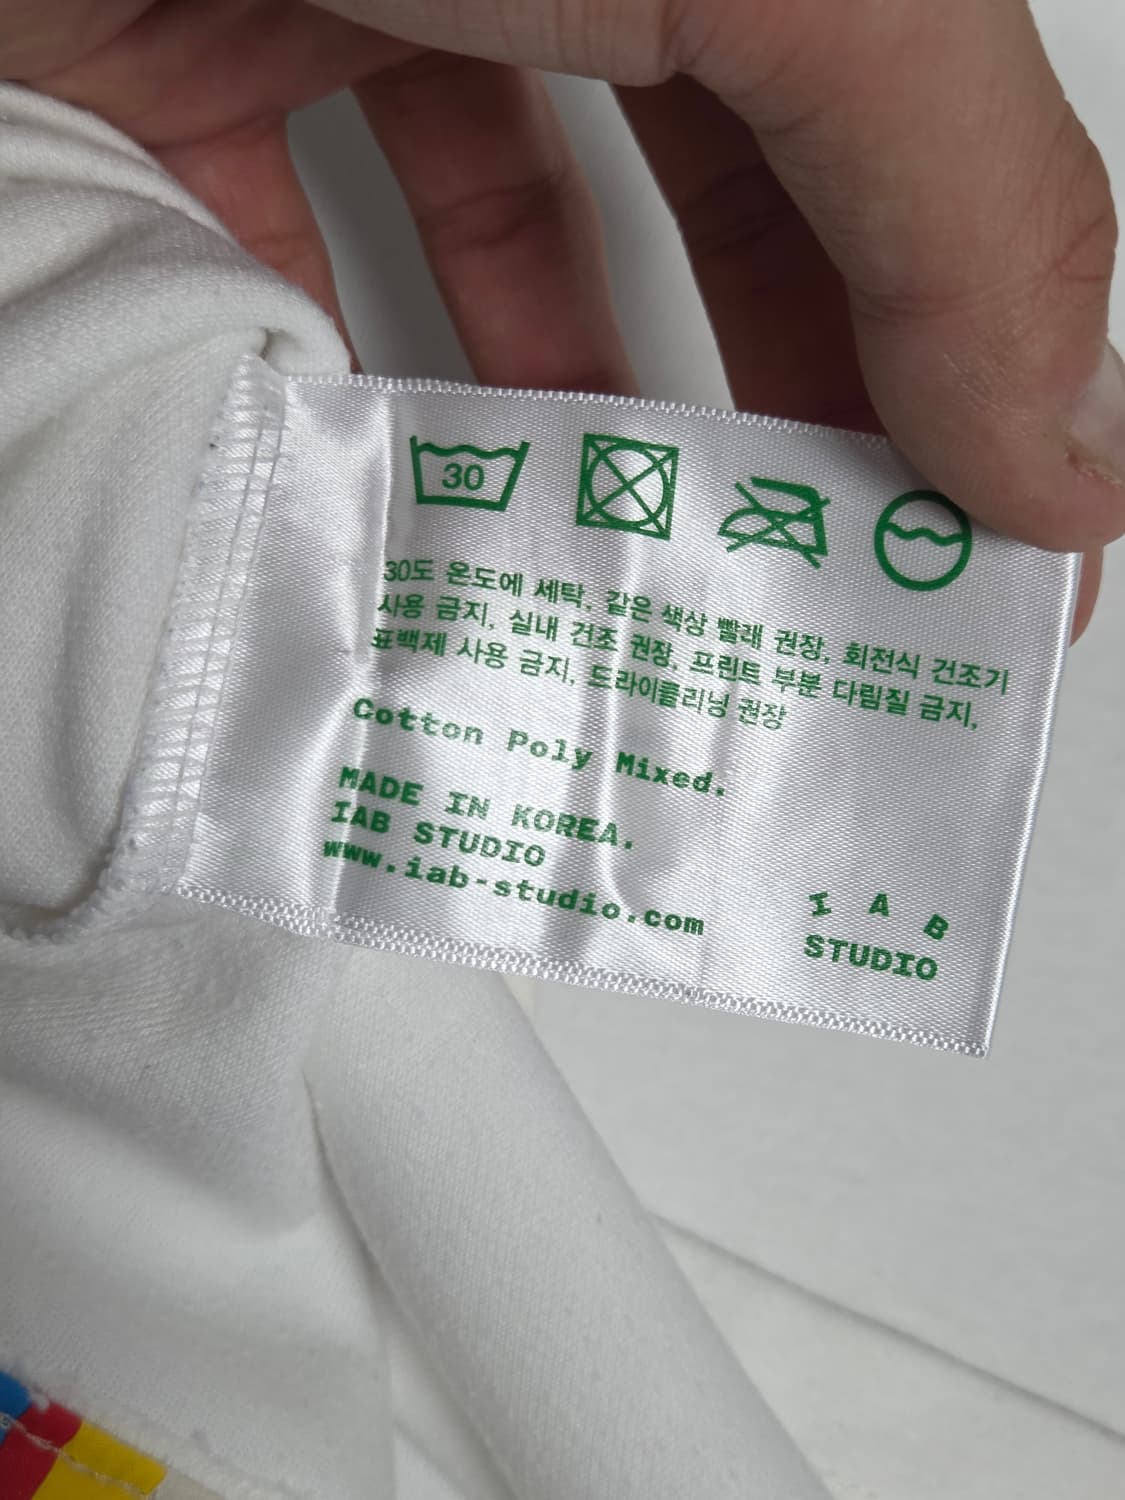 30
30도 온도에 세탁, 같은 색상 빨래 권장, 회전식 건조기
사용 금지, 실내 건조 권장, 프린트 부분 다림질 금지,
표백제 사용 금지, 드라이클리닝 권장
Cotton Poly Mixed.
MADE IN KOREA.
IAB STUDIO
www.iab-studio.com
I A B
STUDIO